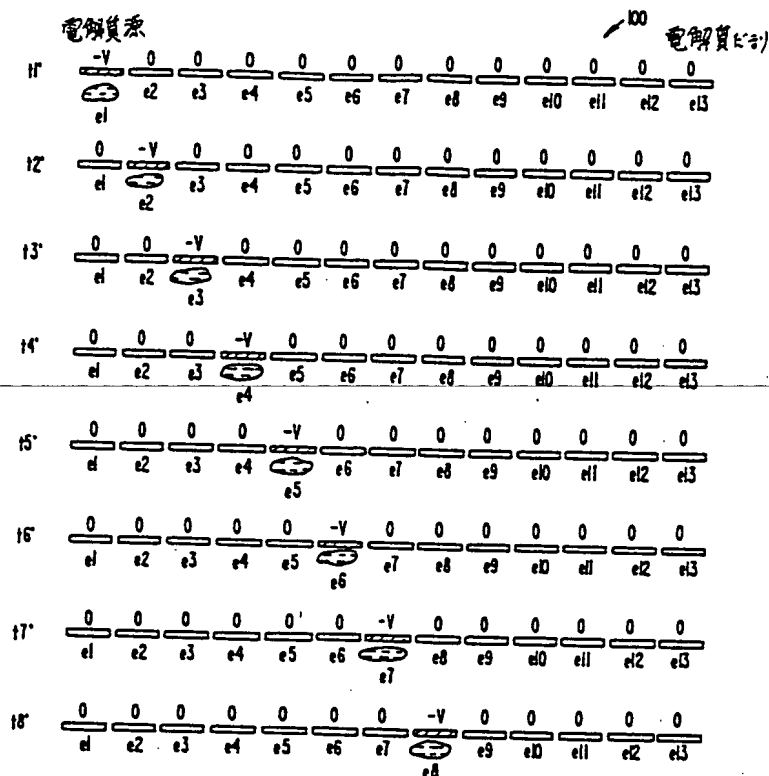 電解質源 100 電解質ピーク
t1" -V 0 0 0 0 0 0 0 0 0 0 0 0
e1 e2 e3 e4 e5 e6 e7 e8 e9 e10 e11 e12 e13
t2" 0 -V 0 0 0 0 0 0 0 0 0 0 0
e1 e2 e3 e4 e5 e6 e7 e8 e9 e10 e11 e12 e13
t3" 0 0 -V 0 0 0 0 0 0 0 0 0 0
e1 e2 e3 e4 e5 e6 e7 e8 e9 e10 e11 e12 e13
t4" 0 0 0 -V 0 0 0 0 0 0 0 0 0
e1 e2 e3 e4 e5 e6 e7 e8 e9 e10 e11 e12 e13
t5" 0 0 0 0 -V 0 0 0 0 0 0 0 0
e1 e2 e3 e4 e5 e6 e7 e8 e9 e10 e11 e12 e13
t6" 0 0 0 0 0 -V 0 0 0 0 0 0 0
e1 e2 e3 e4 e5 e6 e7 e8 e9 e10 e11 e12 e13
t7" 0 0 0 0 0 0 -V 0 0 0 0 0 0
e1 e2 e3 e4 e5 e6 e7 e8 e9 e10 e11 e12 e13
t8" 0 0 0 0 0 0 0 -V 0 0 0 0 0
e1 e2 e3 e4 e5 e6 e7 e8 e9 e10 e11 e12 e13